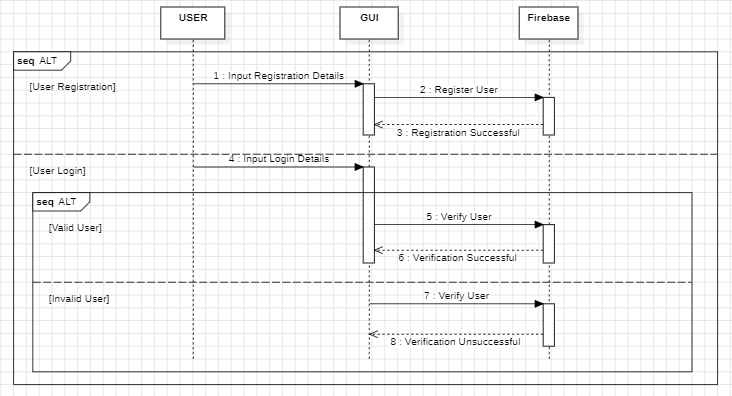 USER
GUI
Firebase
seq ALT
[User Registration]
1 : Input Registration Details
2 : Register User
3 : Registration Successful
[User Login]
4 : Input Login Details
seq ALT
[Valid User]
5 : Verify User
6 : Verification Successful
[Invalid User]
7 : Verify User
8 : Verification Unsuccessful